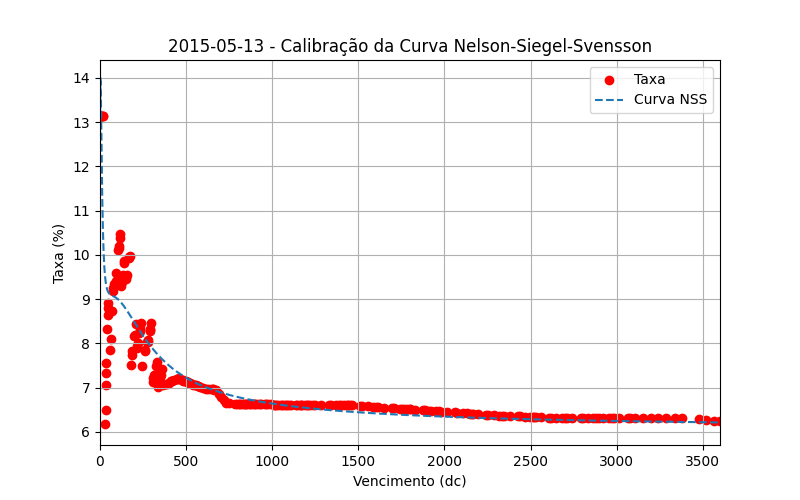 2015-05-13 - Calibração da Curva Nelson-Siegel-Svensson
Taxa
Curva NSS
Taxa (%)
14
13
12
11
10
9
8
7
6
0 500 1000 1500 2000 2500 3000 3500
Vencimento (dc)